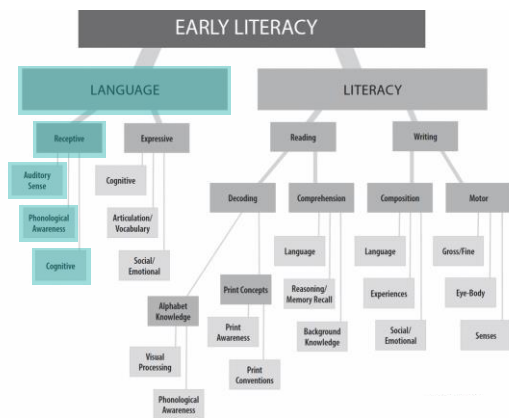 EARLY LITERACY
LANGUAGE
LITERACY
Receptive
Expressive
Reading
Writing
Auditory
Sense
Cognitive
Decoding
Comprehension
Composition
Motor
Phonological
Awareness
Articulation/
Vocabulary
Language
Language
Gross/Fine
Cognitive
Social/
Emotional
Alphabet
Knowledge
Print Concepts
Reasoning/
Memory Recall
Experiences
Eye-Body
Print
Awareness
Background
Knowledge
Social/
Emotional
Senses
Visual
Processing
Print
Conventions
Phonological
Awareness